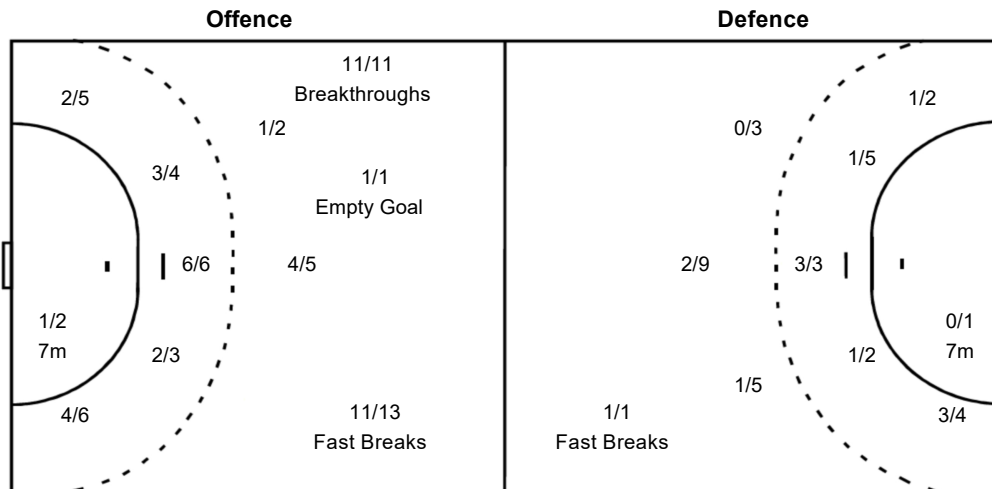 Offence
Defence
11/11
Breakthroughs
2/5
1/2
1/2
0/3
3/4
1/5
1/1
Empty Goal
6/6
4/5
2/9
3/3
1/2
7m
0/1
7m
2/3
1/2
1/5
4/6
11/13
Fast Breaks
1/1
Fast Breaks
3/4